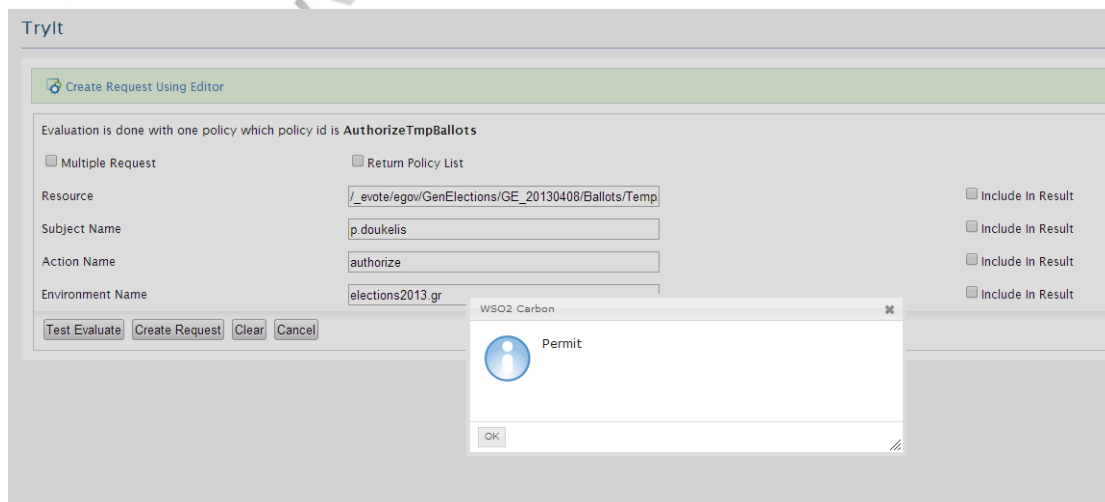 TryIt
Create Request Using Editor
Evaluation is done with one policy which policy id is AuthorizeTmpBallots
Multiple Request Return Policy List
Resource /_evote/egov/GenElections/GE_20130408/Ballots/Temp Include In Result
Subject Name p.doukelis Include In Result
Action Name authorize Include In Result
Environment Name elections2013.gr Include In Result
Test Evaluate Create Request Clear Cancel
WSO2 Carbon
Permit
OK